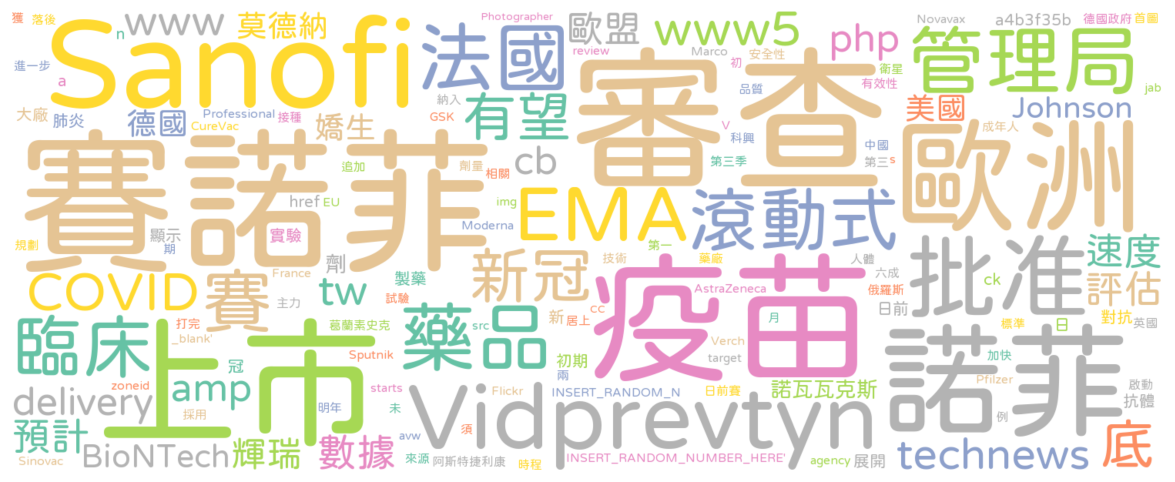 獲
落後
www
莫德納
Photographer
歐盟
www5
Novavax
a4b3f35b
德國政府
首圖
n
Sanofi
法國
review
Marco
安全性
php
管理局
進一步
a
初
衛星
有效性
jab
大廠
肺炎
德國
Professional
接種
CureVac
嬌生
納入
GSK
有望
審查
品質
美國
Johnson
V
科興
中國
成年人
賽諾菲
追加
劑量
相關
cb
第三季
第三
s
歐洲
href
EU
img
EMA
滾動式
規劃
顯示
期
實驗
Moderna
第一
藥廠
COVID
賽
France
劑
製藥
新冠
技術
人體
批准
速度
tw
主力
試驗
AstraZeneca
六成
俄羅斯
ck
評估
日前
臨床
上市
打完
_blank'
葛蘭素史克
藥品
src
新
居上
cc
疫苗
月
標準
日
對抗
英國
Sputnik
初期
Verch
諾菲
加快
zoneid
冠
兩
target
Pfilzer
啟動
delivery
amp
starts
Flickr
INSERT_RANDOM_N
日前賽
諾瓦瓦克斯
例
抗體
採用
明年
未
Vidprevtyn
預計
avw
須
底
Sinovac
BioNTech
輝瑞
數據
來源
阿斯特捷利康
時程
INSERT_RANDOM_NUMBER_HERE'
agency
展開
technews